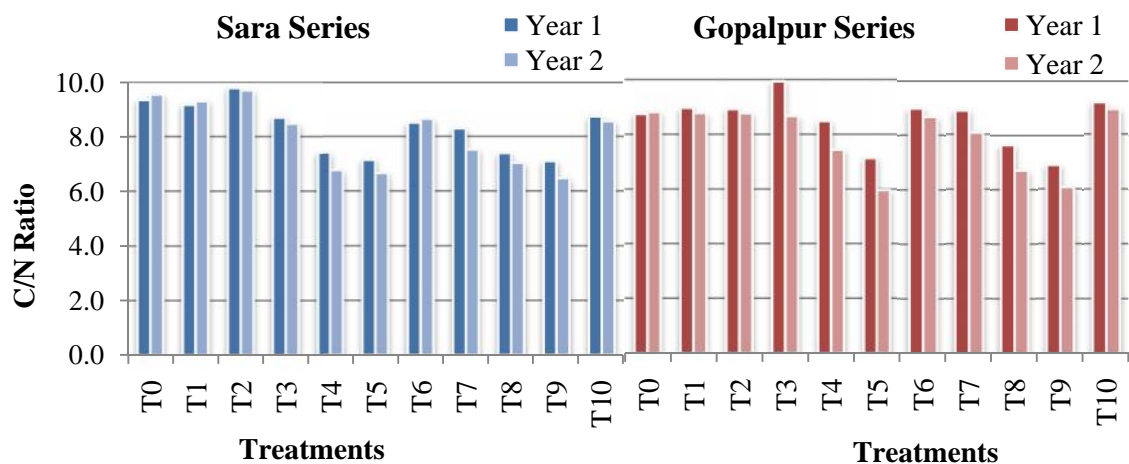 Sara Series
Year 1
Year 2
Gopalpur Series
Year 1
Year 2
C/N Ratio
10.0
8.0
6.0
4.0
2.0
0.0
T0 T1 T2 T3 T4 T5 T6 T7 T8 T9 T10
T0 T1 T2 T3 T4 T5 T6 T7 T8 T9 T10
Treatments
Treatments